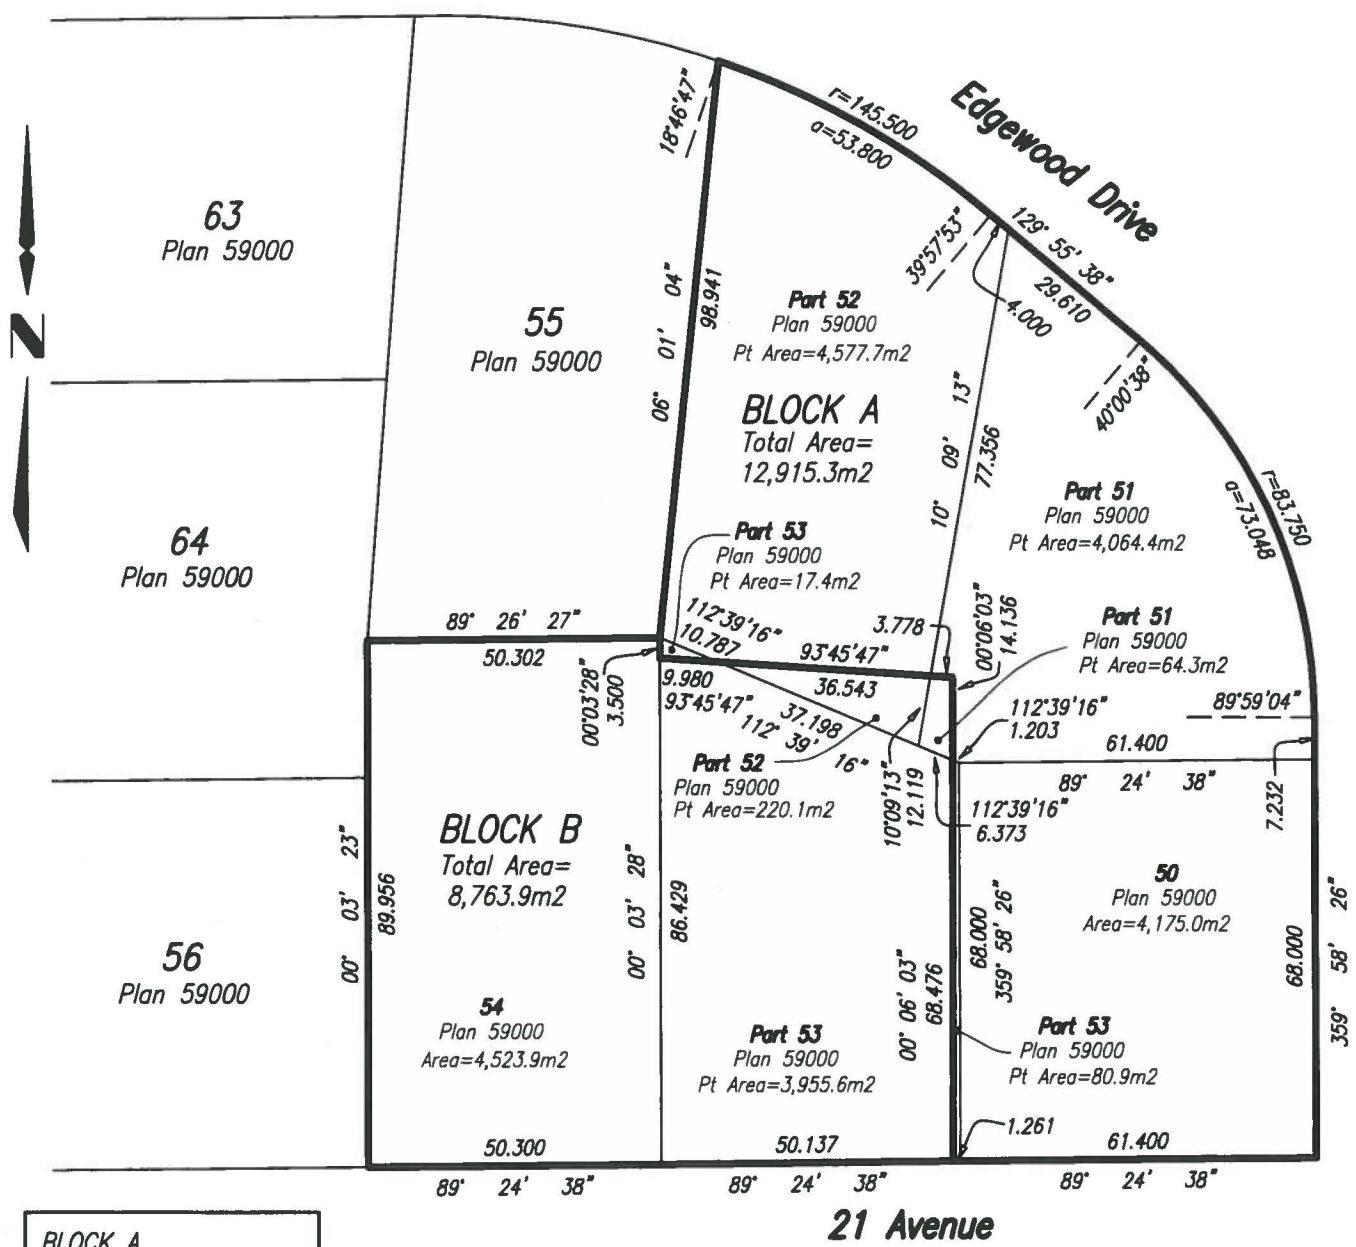 Edgewood Drive
r=145.500
a=53.800
18°46'47"
129° 55' 38"
29.610
39°57'53"
4.000
40°00'38"
r=83.750
a=73.048
63
Plan 59000
N
55
Plan 59000
06° 01' 04"
98.941
Part 52
Plan 59000
Pt Area=4,577.7m2
BLOCK A
Total Area=
12,915.3m2
10° 09' 13"
77.356
Part 51
Plan 59000
Pt Area=4,064.4m2
64
Plan 59000
Part 53
Plan 59000
Pt Area=17.4m2
89° 26' 27"
50.302
112°39'16"
10.787
93°45'47"
3.778
00°06'03"
14.136
Part 51
Plan 59000
Pt Area=64.3m2
00°03'28"
3.500
9.980
93°45'47"
36.543
37.198
112° 39' 16"
112°39'16"
1.203
89°59'04"
61.400
89° 24' 38"
7.232
Part 52
Plan 59000
Pt Area=220.1m2
10°09'13"
12.119
112°39'16"
6.373
BLOCK B
Total Area=
8,763.9m2
00° 03' 23"
89.956
00° 03' 28"
86.429
50
Plan 59000
Area=4,175.0m2
56
Plan 59000
00° 06' 03"
68.476
68.000
359° 58' 26"
68.000
359° 58' 26"
54
Plan 59000
Area=4,523.9m2
Part 53
Plan 59000
Pt Area=3,955.6m2
Part 53
Plan 59000
Pt Area=80.9m2
1.261
50.300
50.137
61.400
89° 24' 38"
89° 24' 38"
89° 24' 38"
21 Avenue
BLOCK A